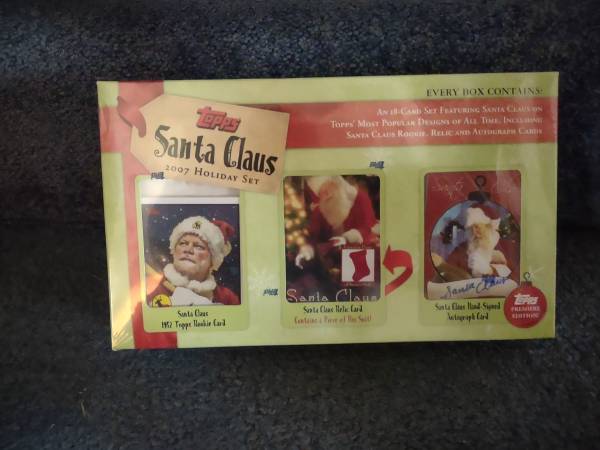 EVERY BOX CONTAINS:
AN 18-CARD SET FEATURING SANTA CLAUS ON
TOPPS' MOST POPULAR DESIGNS OF ALL TIME, INCLUDING
SANTA CLAUS ROOKIE, RELIC AND AUTOGRAPH CARDS
Topps
Santa Claus
2007 HOLIDAY SET
Santa Claus
1952 Topps Rookie Card
Santa Claus
Santa Claus Relic Card
Contains a Piece of His Suit!
Santa Claus
Santa Claus Hand-Signed
Autograph Card
Topps
PREMIERE
EDITION!